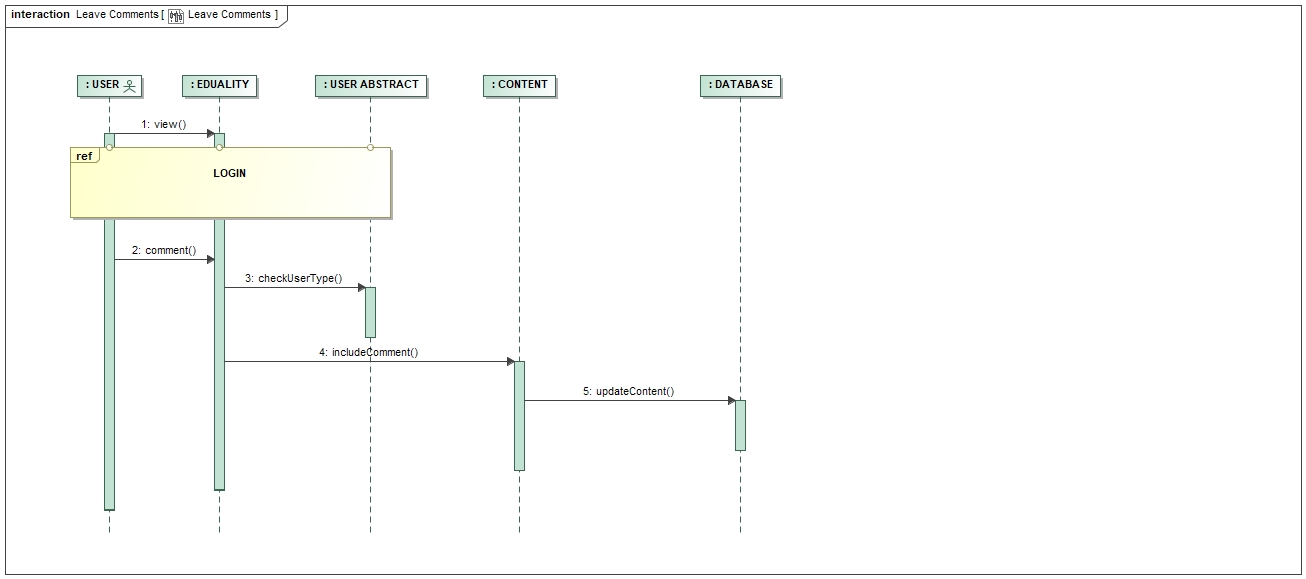 interaction Leave Comments [ Leave Comments ]
: USER
: EDUALITY
: USER ABSTRACT
: CONTENT
: DATABASE
1: view()
ref
LOGIN
2: comment()
3: checkUserType()
4: includeComment()
5: updateContent()